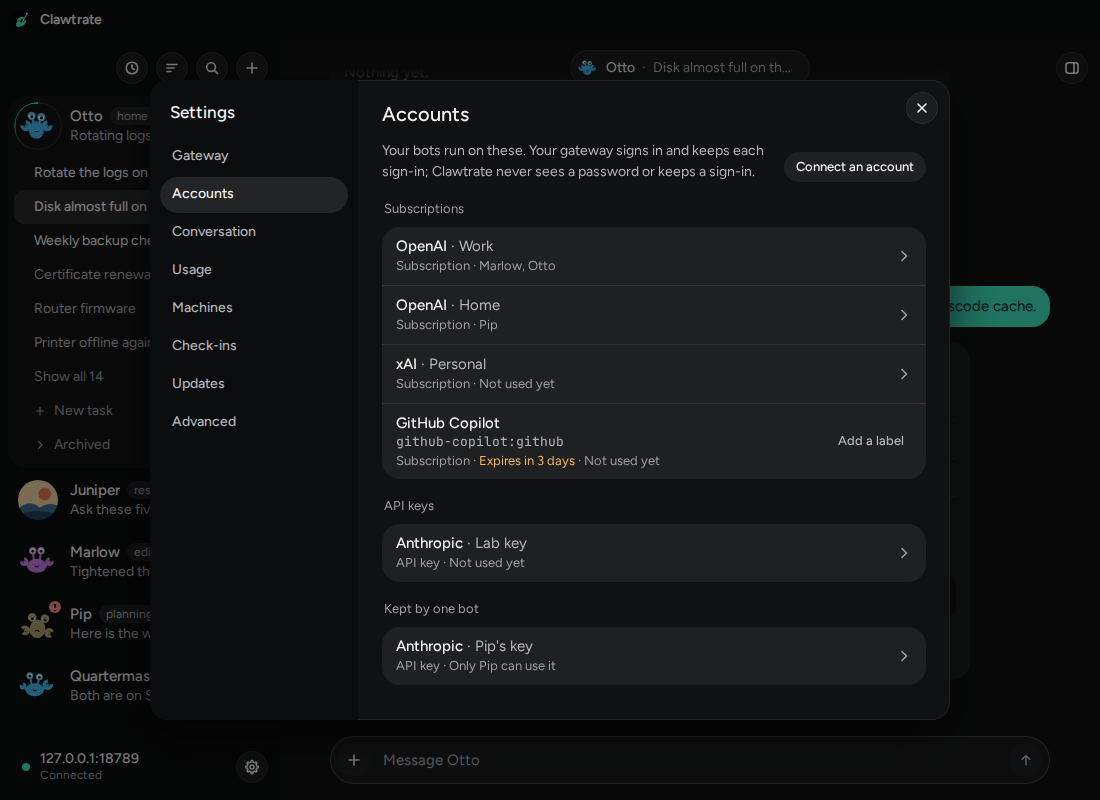 Clawtrate
Nothing yet.
Otto · Disk almost full on th...
Otto home
Rotating logs
Rotate the logs on
Disk almost full on
Weekly backup che
Certificate renewa
Router firmware
Printer offline again
Show all 14
+ New task
Archived
Juniper res
Ask these fiv
Marlow edi
Tightened th
Pip planning
Here is the w
Quartermas
Both are on S
127.0.0.1:18789
Connected
Settings
Gateway
Accounts
Conversation
Usage
Machines
Check-ins
Updates
Advanced
Accounts
Your bots run on these. Your gateway signs in and keeps each
sign-in; Clawtrate never sees a password or keeps a sign-in.
Connect an account
Subscriptions
OpenAI · Work
Subscription · Marlow, Otto
OpenAI · Home
Subscription · Pip
xAI · Personal
Subscription · Not used yet
GitHub Copilot
github-copilot:github
Subscription · Expires in 3 days · Not used yet
Add a label
API keys
Anthropic · Lab key
API key · Not used yet
Kept by one bot
Anthropic · Pip's key
API key · Only Pip can use it
scode cache.
Message Otto